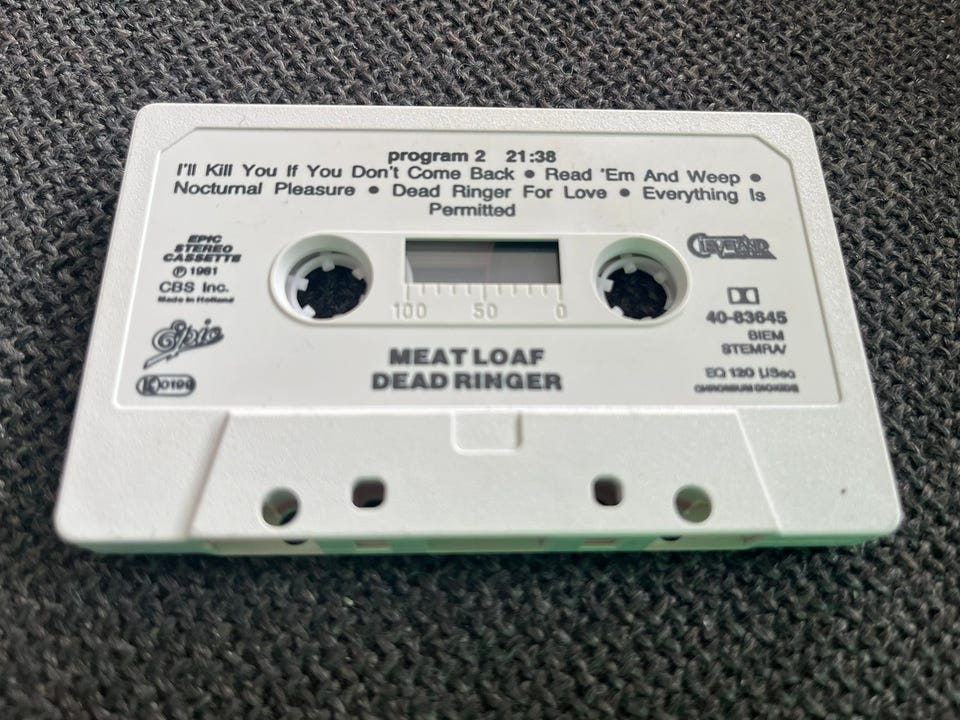 program 2 21:38
I'll Kill You If You Don't Come Back • Read 'Em And Weep •
Nocturnal Pleasure • Dead Ringer For Love • Everything Is
Permitted
EPIC
STEREO
CASSETTE
℗ 1981
CBS Inc.
Made in Holland
Epic
K 0190
100 50 0
CLEVELAND
40-83645
BIEM
STEMRA/
EQ 120 µSec
CHROMIUM DIOXIDE
MEAT LOAF
DEAD RINGER